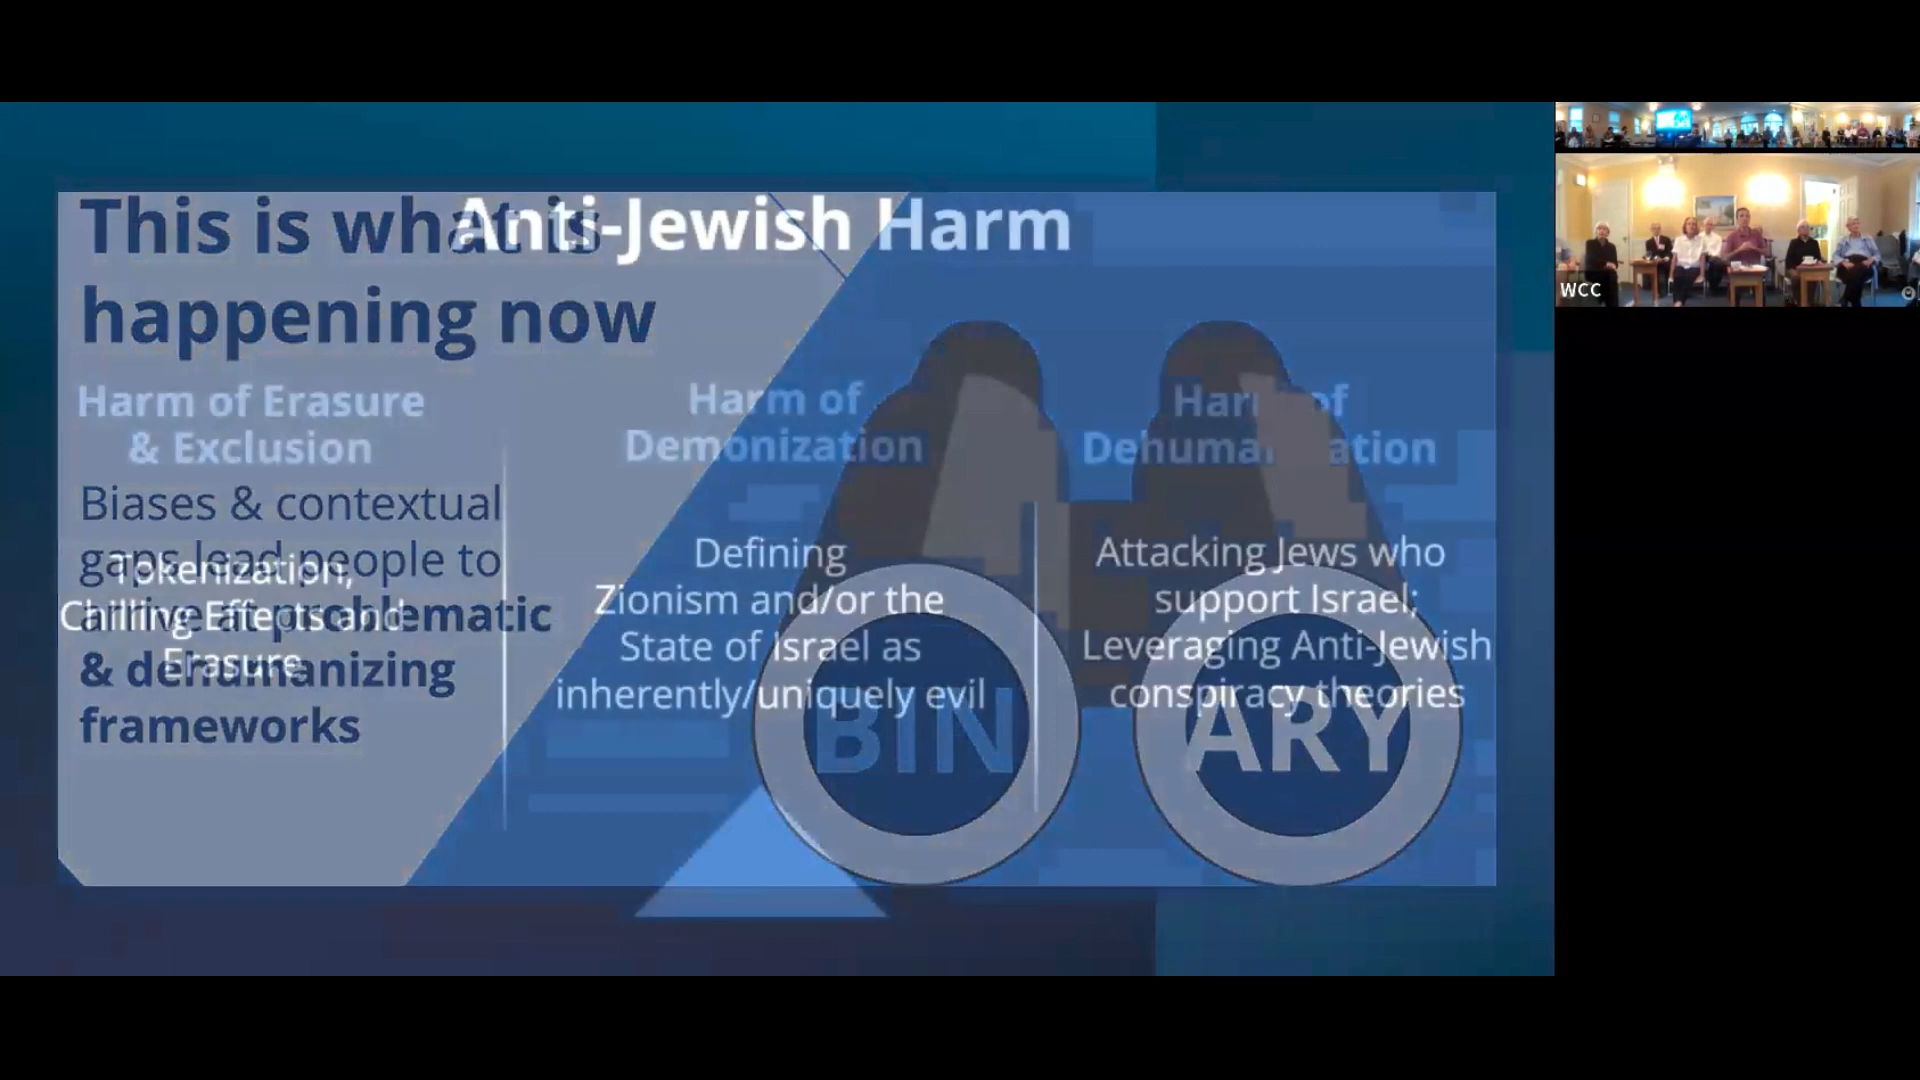 This is what is
happening now
Biases & contextual
gaps lead people to
arrive at problematic
& dehumanizing
frameworks
BIN
ARY
Anti-Jewish Harm
Harm of Erasure
& Exclusion
Tokenization,
Chilling Effects and
Erasure
Harm of
Demonization
Defining
Zionism and/or the
State of Israel as
inherently/uniquely evil
Harm of
Dehumanization
Attacking Jews who
support Israel;
Leveraging Anti-Jewish
conspiracy theories
WCC